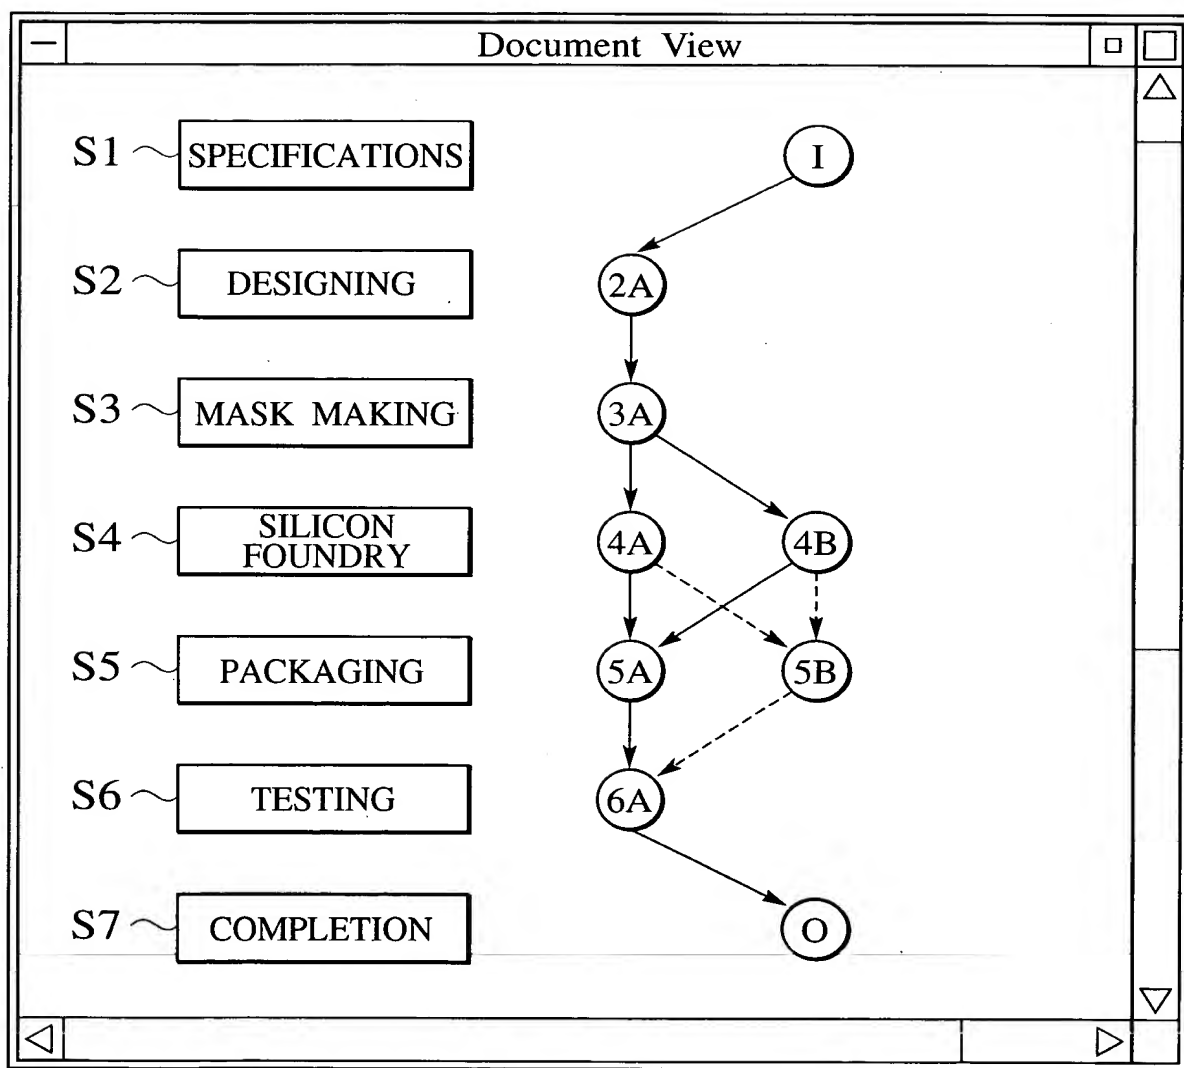 Document View
S1 SPECIFICATIONS I
S2 DESIGNING 2A
S3 MASK MAKING 3A
S4 SILICON FOUNDRY 4A 4B
S5 PACKAGING 5A 5B
S6 TESTING 6A
S7 COMPLETION O